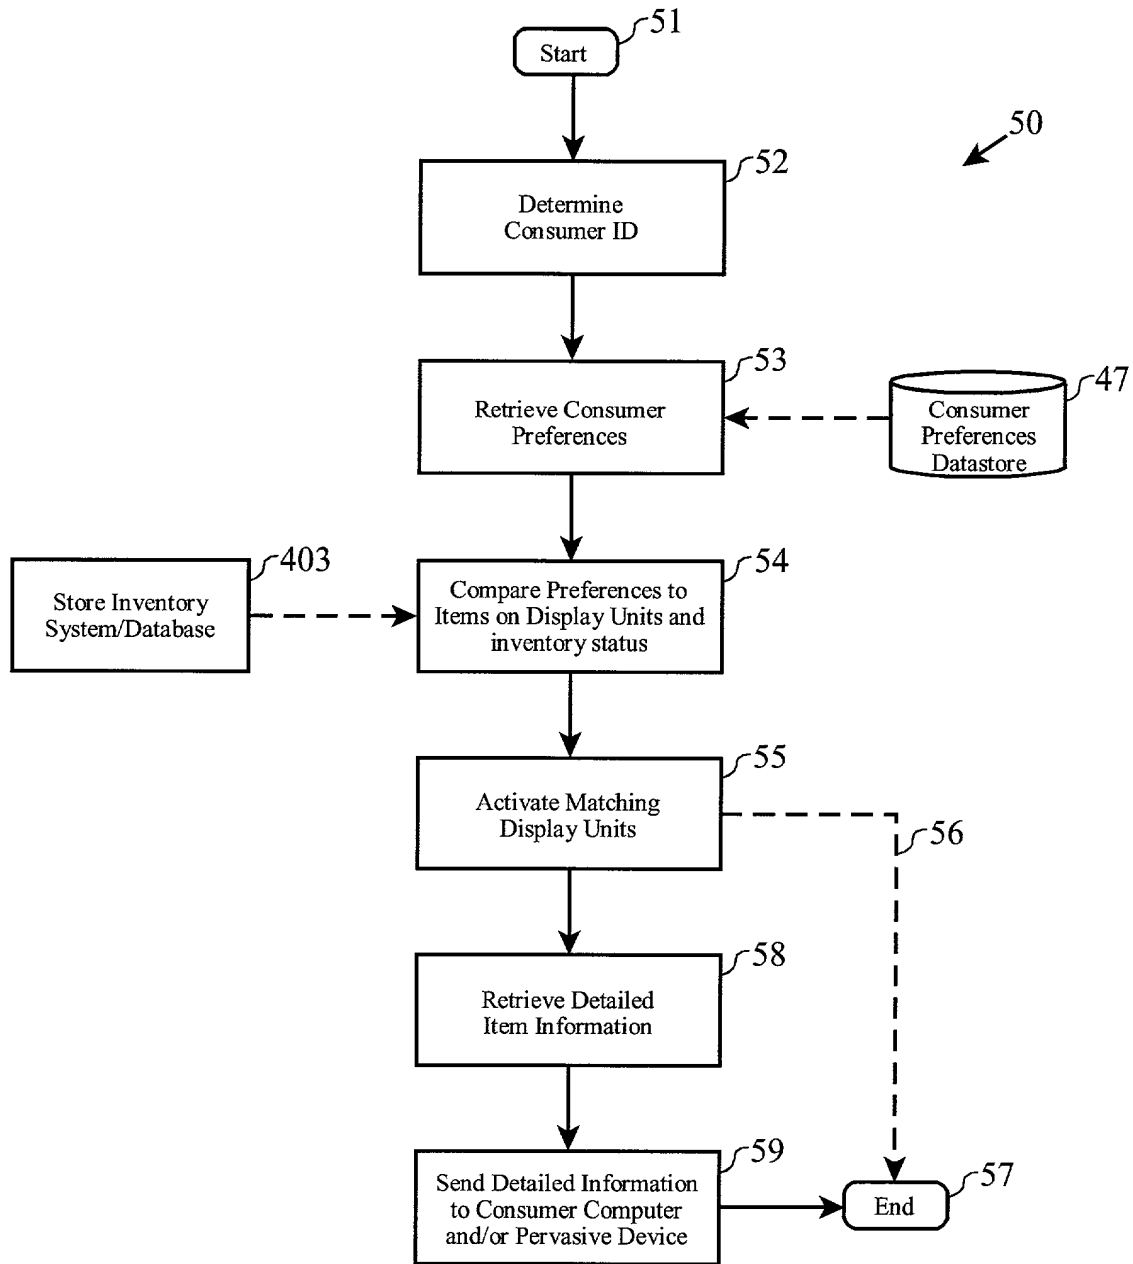 51
Start
50
52
Determine
Consumer ID
53
Retrieve Consumer
Preferences
47
Consumer
Preferences
Datastore
403
Store Inventory
System/Database
54
Compare Preferences to
Items on Display Units and
inventory status
55
Activate Matching
Display Units
56
58
Retrieve Detailed
Item Information
59
Send Detailed Information
to Consumer Computer
and/or Pervasive Device
57
End